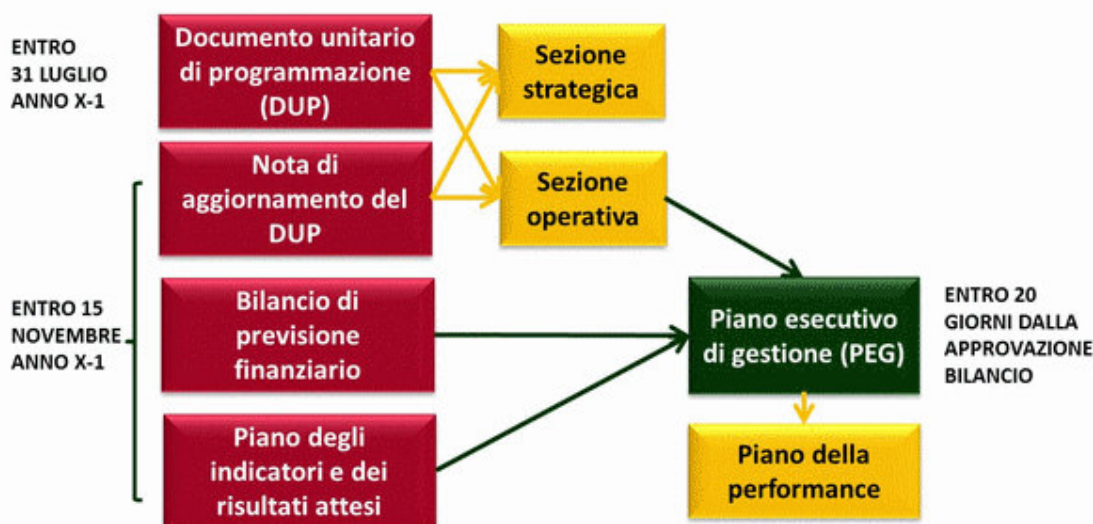 ENTRO
31 LUGLIO
ANNO X-1
Documento unitario
di programmazione
(DUP)
Sezione
strategica
Nota di
aggiornamento del
DUP
Sezione
operativa
ENTRO 15
NOVEMBRE
ANNO X-1
Bilancio di
previsione
finanziario
Piano esecutivo
di gestione (PEG)
ENTRO 20
GIORNI DALLA
APPROVAZIONE
BILANCIO
Piano degli
indicatori e dei
risultati attesi
Piano della
performance